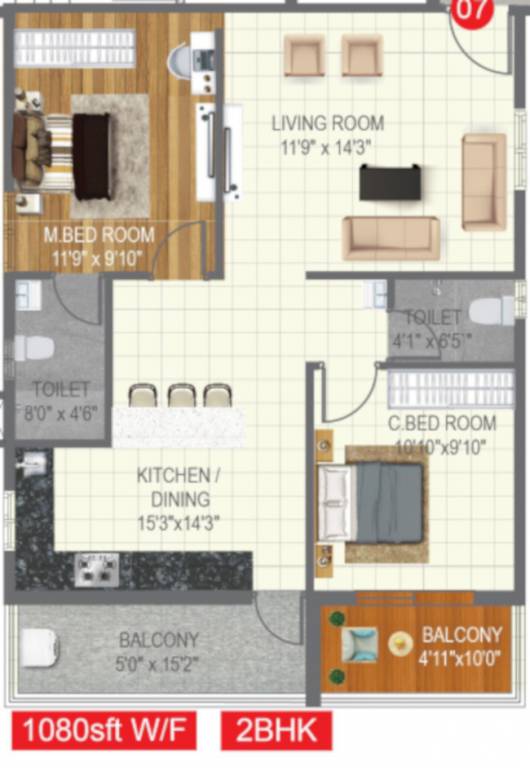 07
LIVING ROOM
11'9" x 14'3"
M.BED ROOM
11'9" x 9'10"
TOILET
4'1" x 6'5"
TOILET
8'0" x 4'6"
C.BED ROOM
10'10"x9'10"
KITCHEN /
DINING
15'3"x14'3"
BALCONY
5'0" x 15'2"
BALCONY
4'11"x10'0"
1080sft W/F
2BHK